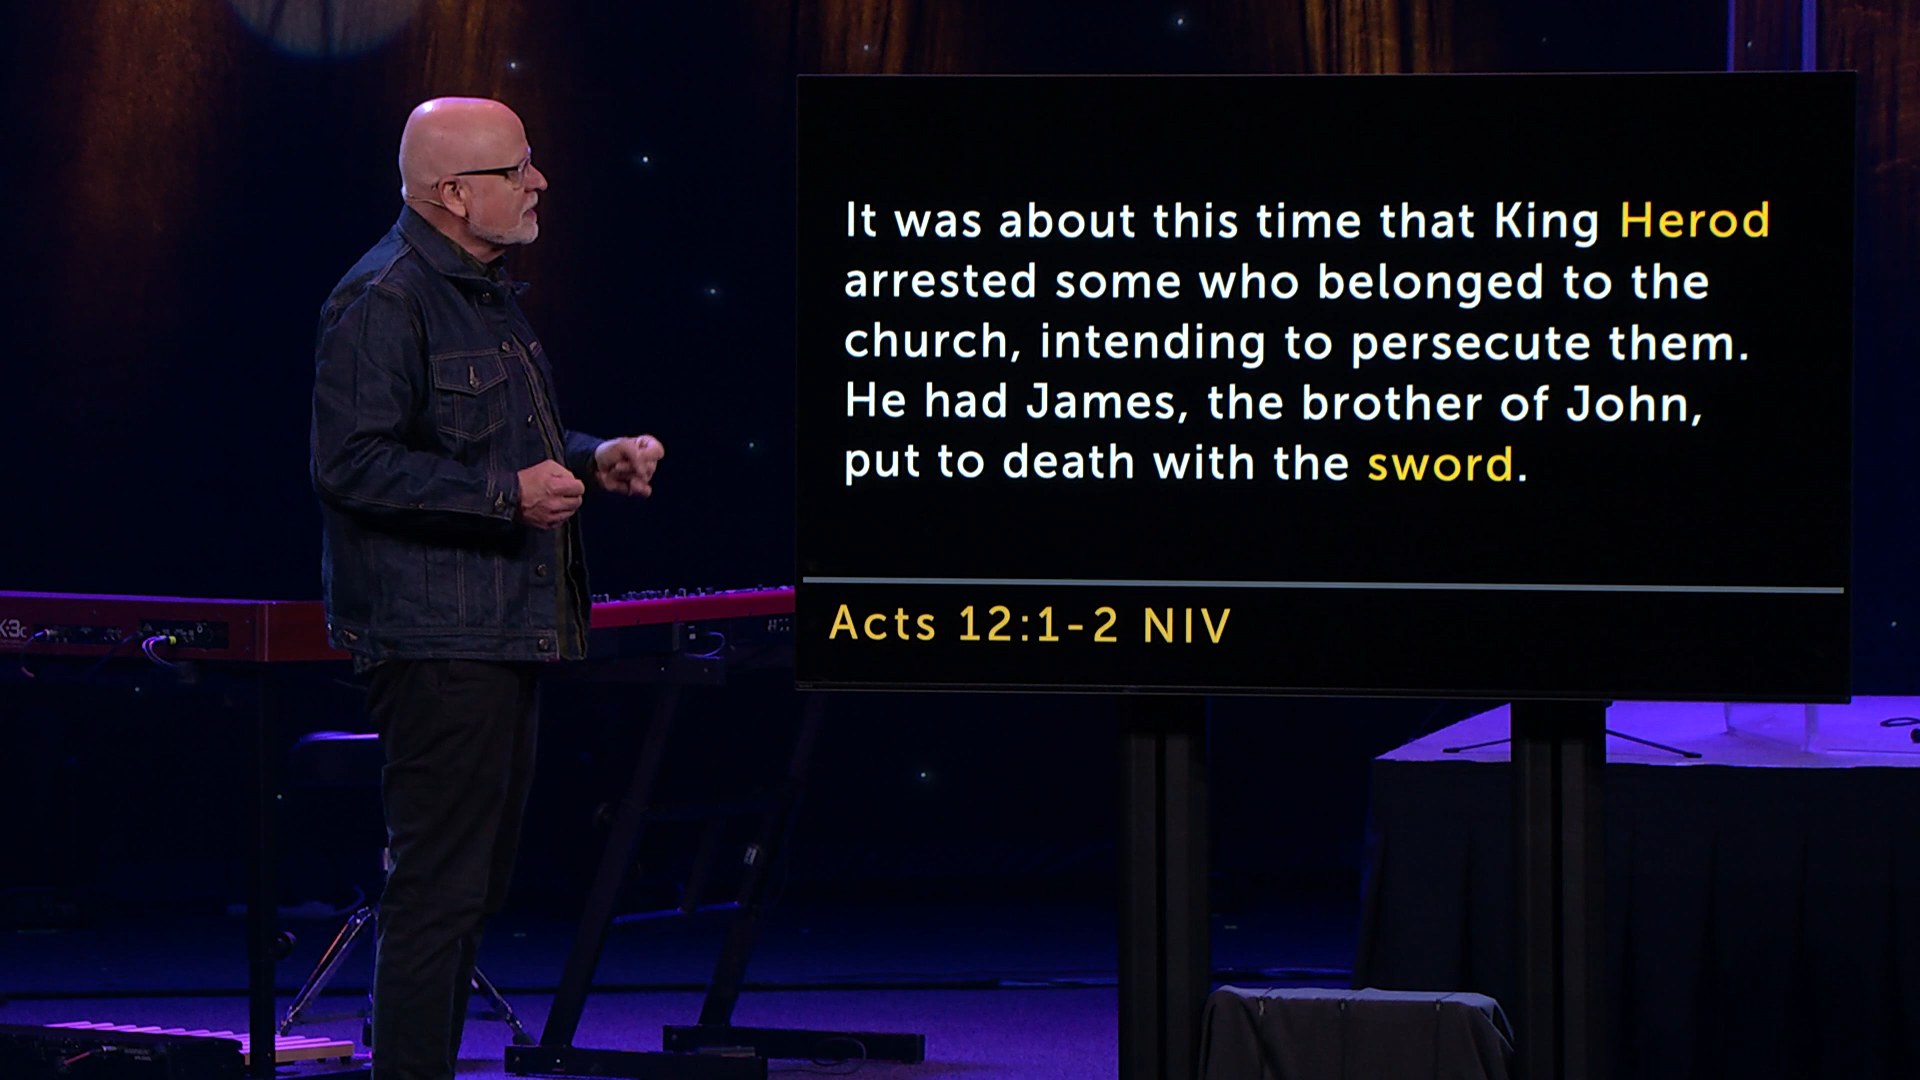 It was about this time that King Herod
arrested some who belonged to the
church, intending to persecute them.
He had James, the brother of John,
put to death with the sword.
Acts 12:1-2 NIV